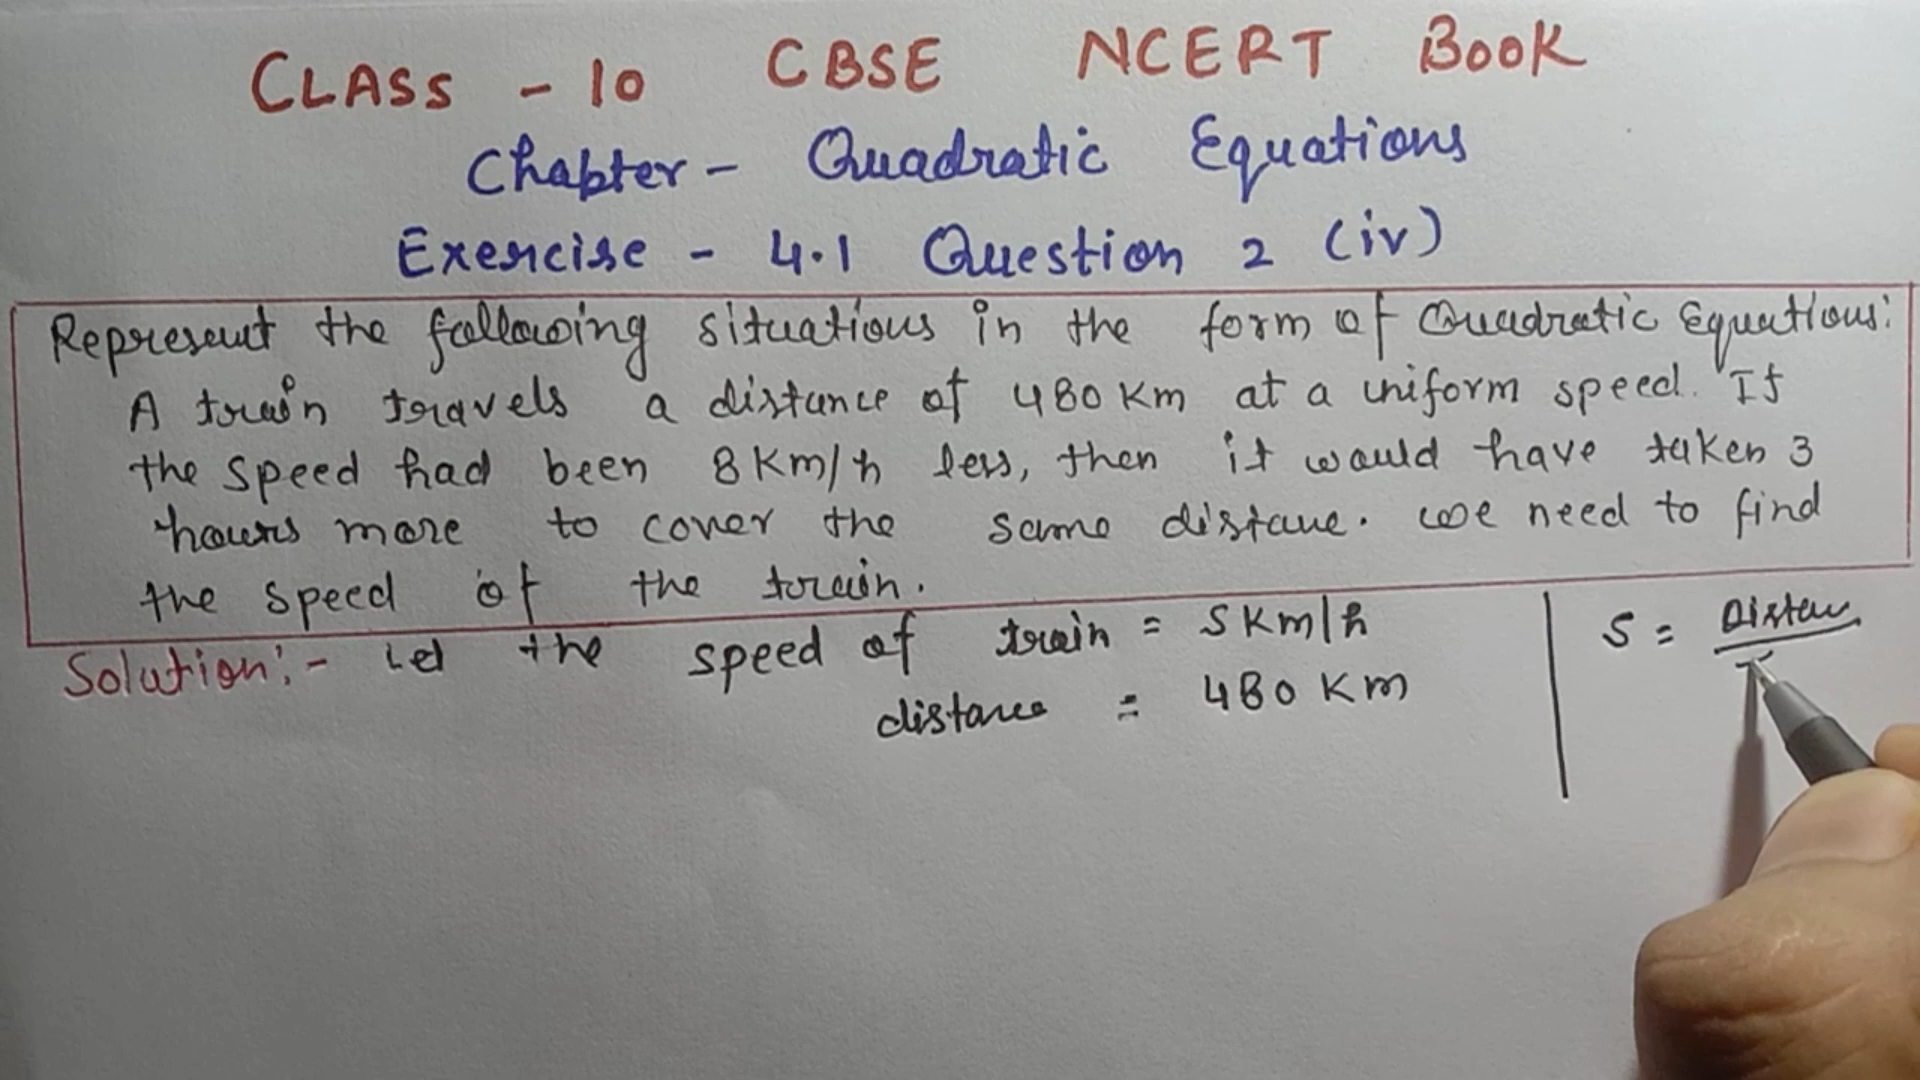 CLASS - 10 CBSE NCERT BOOK
Chapter - Quadratic Equations
Exercise - 4.1 Question 2 (iv)
Represent the following situations in the form of Quadratic Equations:
A train travels a distance of 480 Km at a uniform speed. If
the speed had been 8 Km/h less, then it would have taken 3
hours more to cover the same distance. we need to find
the speed of the train.
Solution:- Let the speed of train = S Km/h
distance = 480 Km
S = Distan